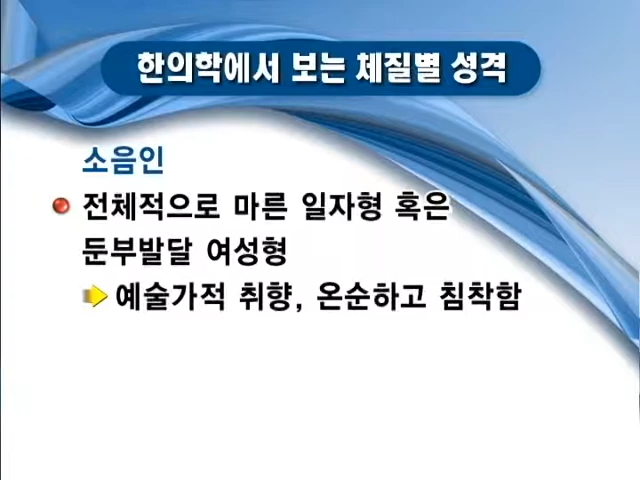 한의학에서 보는 체질별 성격
소음인
전체적으로 마른 일자형 혹은
둔부발달 여성형
예술가적 취향, 온순하고 침착함